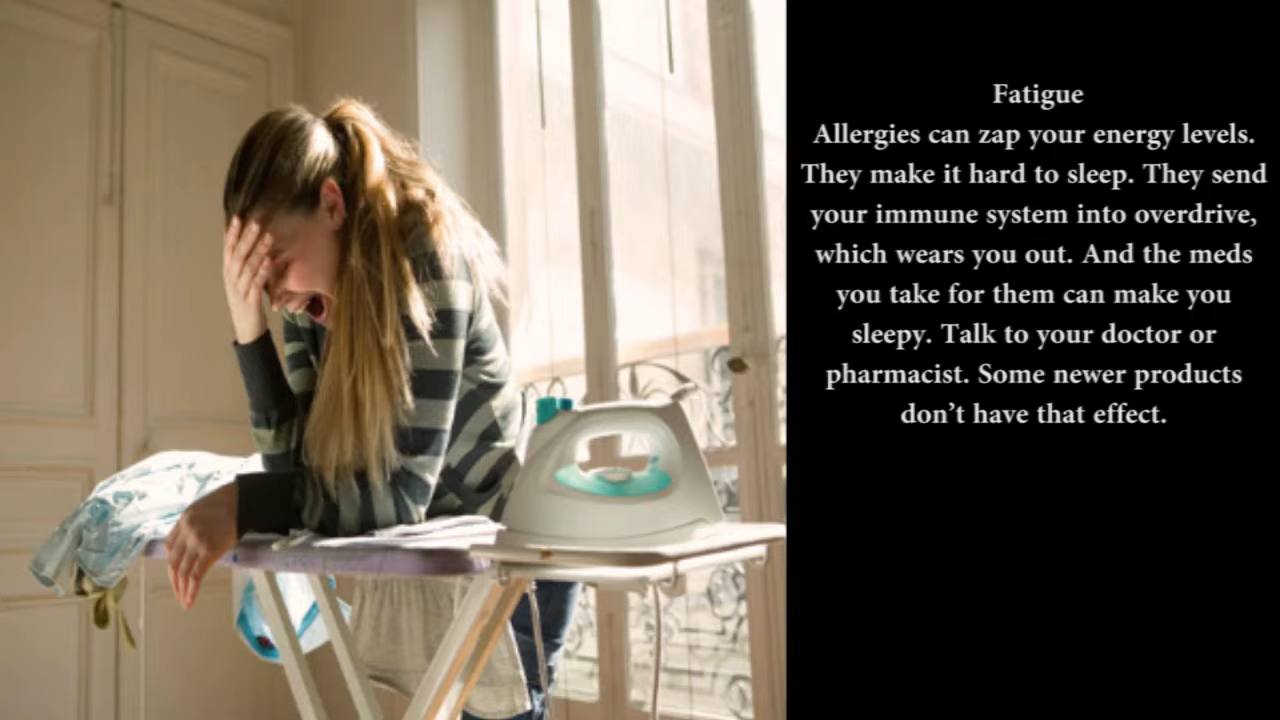 Fatigue
Allergies can zap your energy levels.
They make it hard to sleep. They send
your immune system into overdrive,
which wears you out. And the meds
you take for them can make you
sleepy. Talk to your doctor or
pharmacist. Some newer products
don’t have that effect.